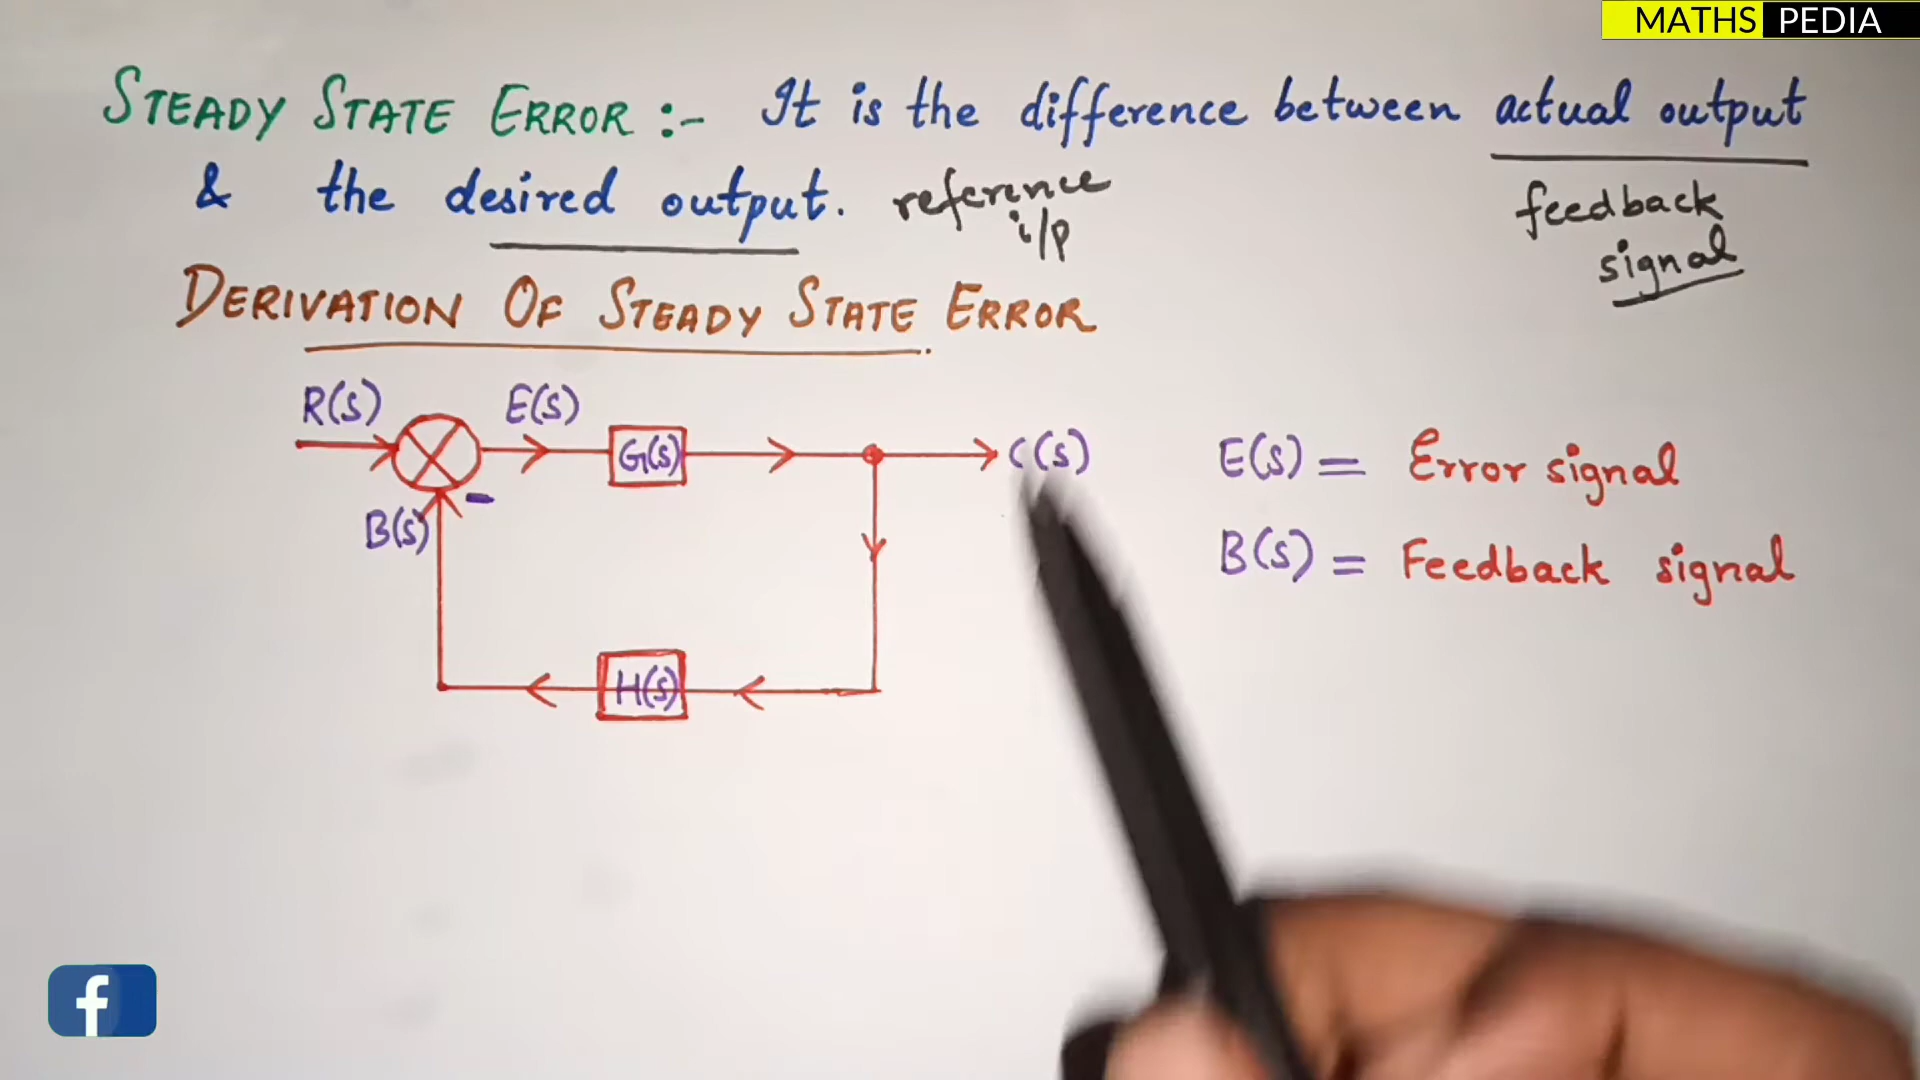 MATHS PEDIA
STEADY STATE ERROR :- It is the difference between actual output
& the desired output. reference
i/p
feedback
signal
DERIVATION OF STEADY STATE ERROR
R(s)
E(s)
G(s)
C(s)
B(s)
-
H(s)
E(s) = Error signal
B(s) = Feedback signal
f